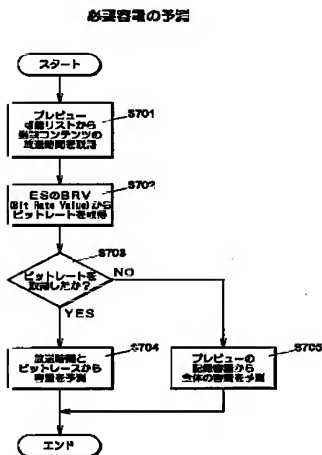 必要容量の予測
スタート
プレビュー
リストから
コンテンツの
放送時間を取得
S701
ESのBRV
(Bit Rate Value)から
ビットレートを取得
S702
S703
ビットレートを
取得したか?
NO
YES
放送時間と
ビットレースから
容量を予測
S704
プレビューの
記録容量から
全体の容量を予測
S705
エンド